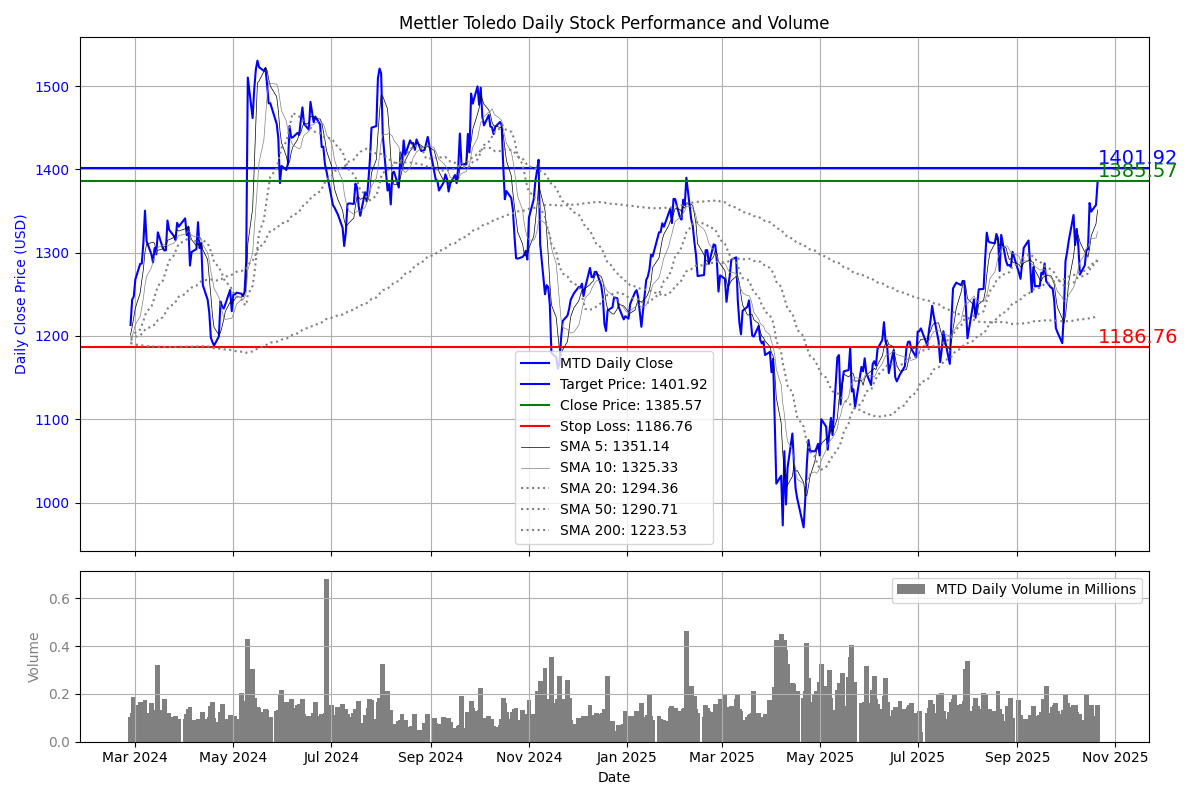 Mettler Toledo Daily Stock Performance and Volume
Daily Close Price (USD)
1500
1400
1300
1200
1100
1000
1401.92
1385.57
1186.76
MTD Daily Close
Target Price: 1401.92
Close Price: 1385.57
Stop Loss: 1186.76
SMA 5: 1351.14
SMA 10: 1325.33
SMA 20: 1294.36
SMA 50: 1290.71
SMA 200: 1223.53
Volume
0.6
0.4
0.2
0.0
MTD Daily Volume in Millions
Mar 2024 May 2024 Jul 2024 Sep 2024 Nov 2024 Jan 2025 Mar 2025 May 2025 Jul 2025 Sep 2025 Nov 2025
Date